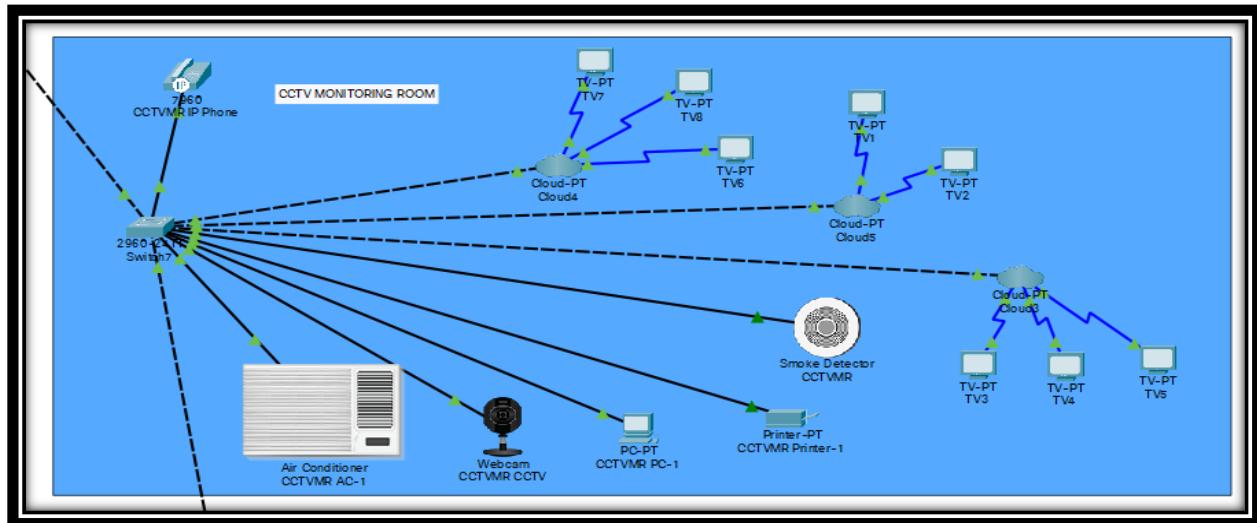 IP
7960
CCTVMR IP Phone
CCTV MONITORING ROOM
TV-PT
TV7
TV-PT
TV8
TV-PT
TV6
Cloud-PT
Cloud4
TV-PT
TV1
TV-PT
TV2
Cloud-PT
Cloud5
Switch7
Cloud-PT
Cloud3
TV-PT
TV3
TV-PT
TV4
TV-PT
TV5
Smoke Detector
CCTVMR
Air Conditioner
CCTVMR AC-1
Webcam
CCTVMR CCTV
PC-PT
CCTVMR PC-1
Printer-PT
CCTVMR Printer-1